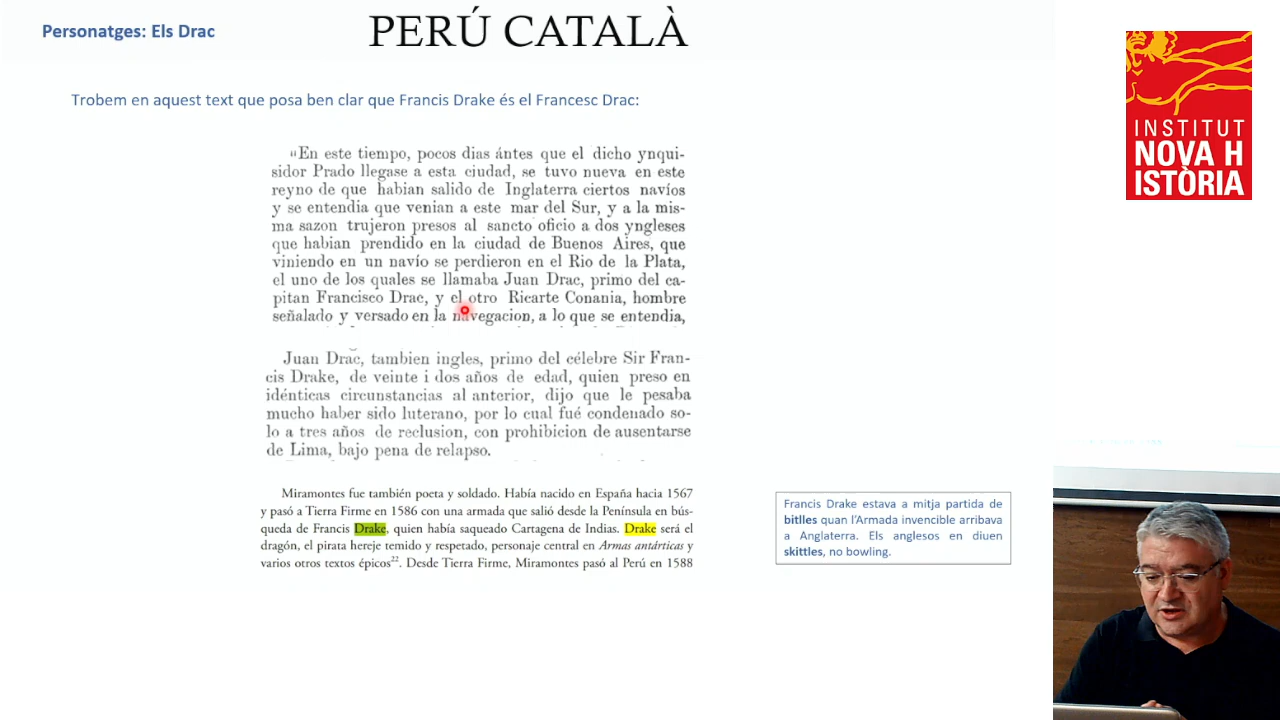 Personatges: Els Drac
PERÚ CATALÀ
Trobem en aquest text que posa ben clar que Francis Drake és el Francesc Drac:
"En este tiempo, pocos dias ántes que el dicho ynqui-
sidor Prado llegase a esta ciudad, se tuvo nueva en este
reyno de que habian salido de Inglaterra ciertos navíos
y se entendia que venian a este mar del Sur, y a la mis-
ma sazon trujeron presos al sancto oficio a dos yngleses
que habian prendido en la ciudad de Buenos Aires, que
viniendo en un navío se perdieron en el Rio de la Plata,
el uno de los quales se llamaba Juan Drac, primo del ca-
pitan Francisco Drac, y el otro Ricarte Conania, hombre
señalado y versado en la navegacion, a lo que se entendia,
Juan Drac, tambien ingles, primo del célebre Sir Fran-
cis Drake, de veinte i dos años de edad, quien preso en
idénticas circunstancias al anterior, dijo que le pesaba
mucho haber sido luterano, por lo cual fué condenado so-
lo a tres años de reclusion, con prohibicion de ausentarse
de Lima, bajo pena de relapso.
Miramontes fue también poeta y soldado. Había nacido en España hacia 1567
y pasó a Tierra Firme en 1586 con una armada que salió desde la Península en bús-
queda de Francis Drake, quien había saqueado Cartagena de Indias. Drake será el
dragón, el pirata hereje temido y respetado, personaje central en Armas antárticas y
varios otros textos épicos22. Desde Tierra Firme, Miramontes pasó al Perú en 1588
Francis Drake estava a mitja partida de
bitlles quan l'Armada invencible arribava
a Anglaterra. Els anglesos en diuen
skittles, no bowling.
INSTITUT
NOVA H
ISTÒRIA